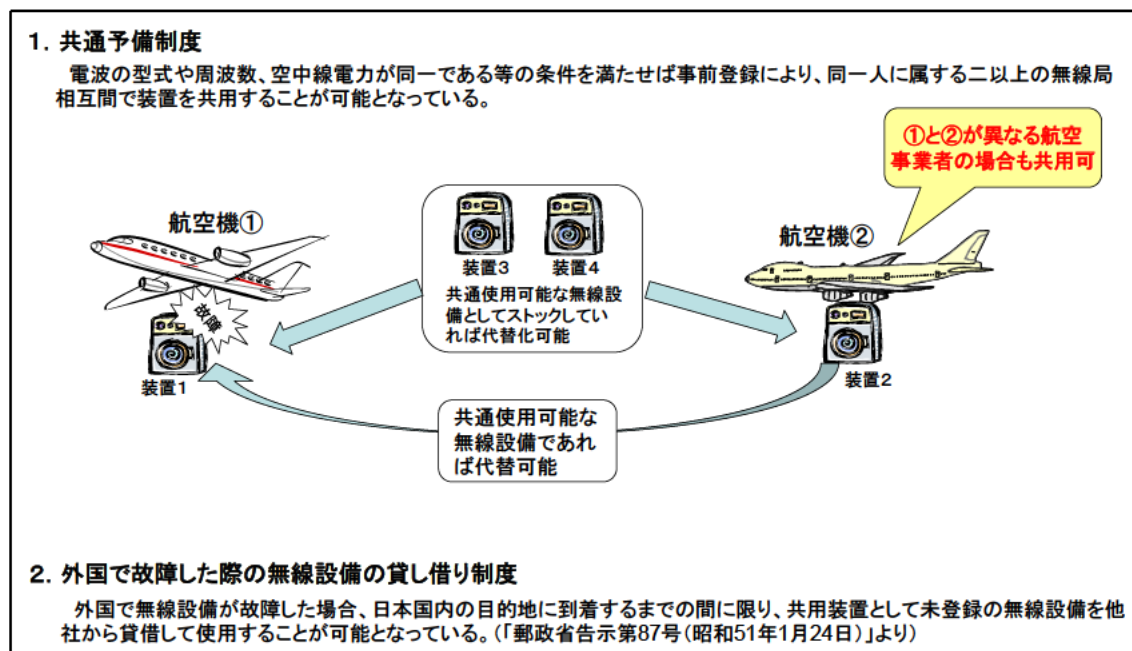 1．共通予備制度
電波の型式や周波数、空中線電力が同一である等の条件を満たせば事前登録により、同一人に属する二以上の無線局
相互間で装置を共用することが可能となっている。
①と②が異なる航空
事業者の場合も共用可
航空機①
装置3　装置4
航空機②
共通使用可能な無線設
備としてストックしてい
れば代替化可能
故障
装置1
装置2
共通使用可能な
無線設備であれ
ば代替可能
2．外国で故障した際の無線設備の貸し借り制度
外国で無線設備が故障した場合、日本国内の目的地に到着するまでの間に限り、共用装置として未登録の無線設備を他
社から貸借して使用することが可能となっている。（「郵政省告示第87号（昭和51年1月24日）」より）